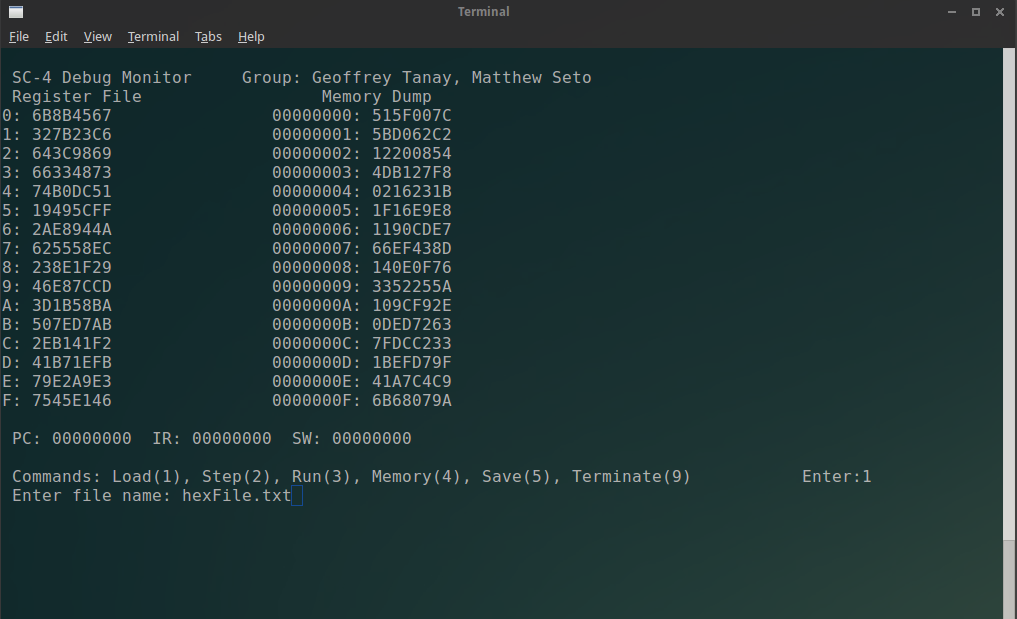 Terminal
File Edit View Terminal Tabs Help
SC-4 Debug Monitor Group: Geoffrey Tanay, Matthew Seto
Register File Memory Dump
0: 6B8B4567 00000000: 515F007C
1: 327B23C6 00000001: 5BD062C2
2: 643C9869 00000002: 12200854
3: 66334873 00000003: 4DB127F8
4: 74B0DC51 00000004: 0216231B
5: 19495CFF 00000005: 1F16E9E8
6: 2AE8944A 00000006: 1190CDE7
7: 625558EC 00000007: 66EF438D
8: 238E1F29 00000008: 140E0F76
9: 46E87CCD 00000009: 3352255A
A: 3D1B58BA 0000000A: 109CF92E
B: 507ED7AB 0000000B: 0DED7263
C: 2EB141F2 0000000C: 7FDCC233
D: 41B71EFB 0000000D: 1BEFD79F
E: 79E2A9E3 0000000E: 41A7C4C9
F: 7545E146 0000000F: 6B68079A
PC: 00000000 IR: 00000000 SW: 00000000
Commands: Load(1), Step(2), Run(3), Memory(4), Save(5), Terminate(9) Enter:1
Enter file name: hexFile.txt